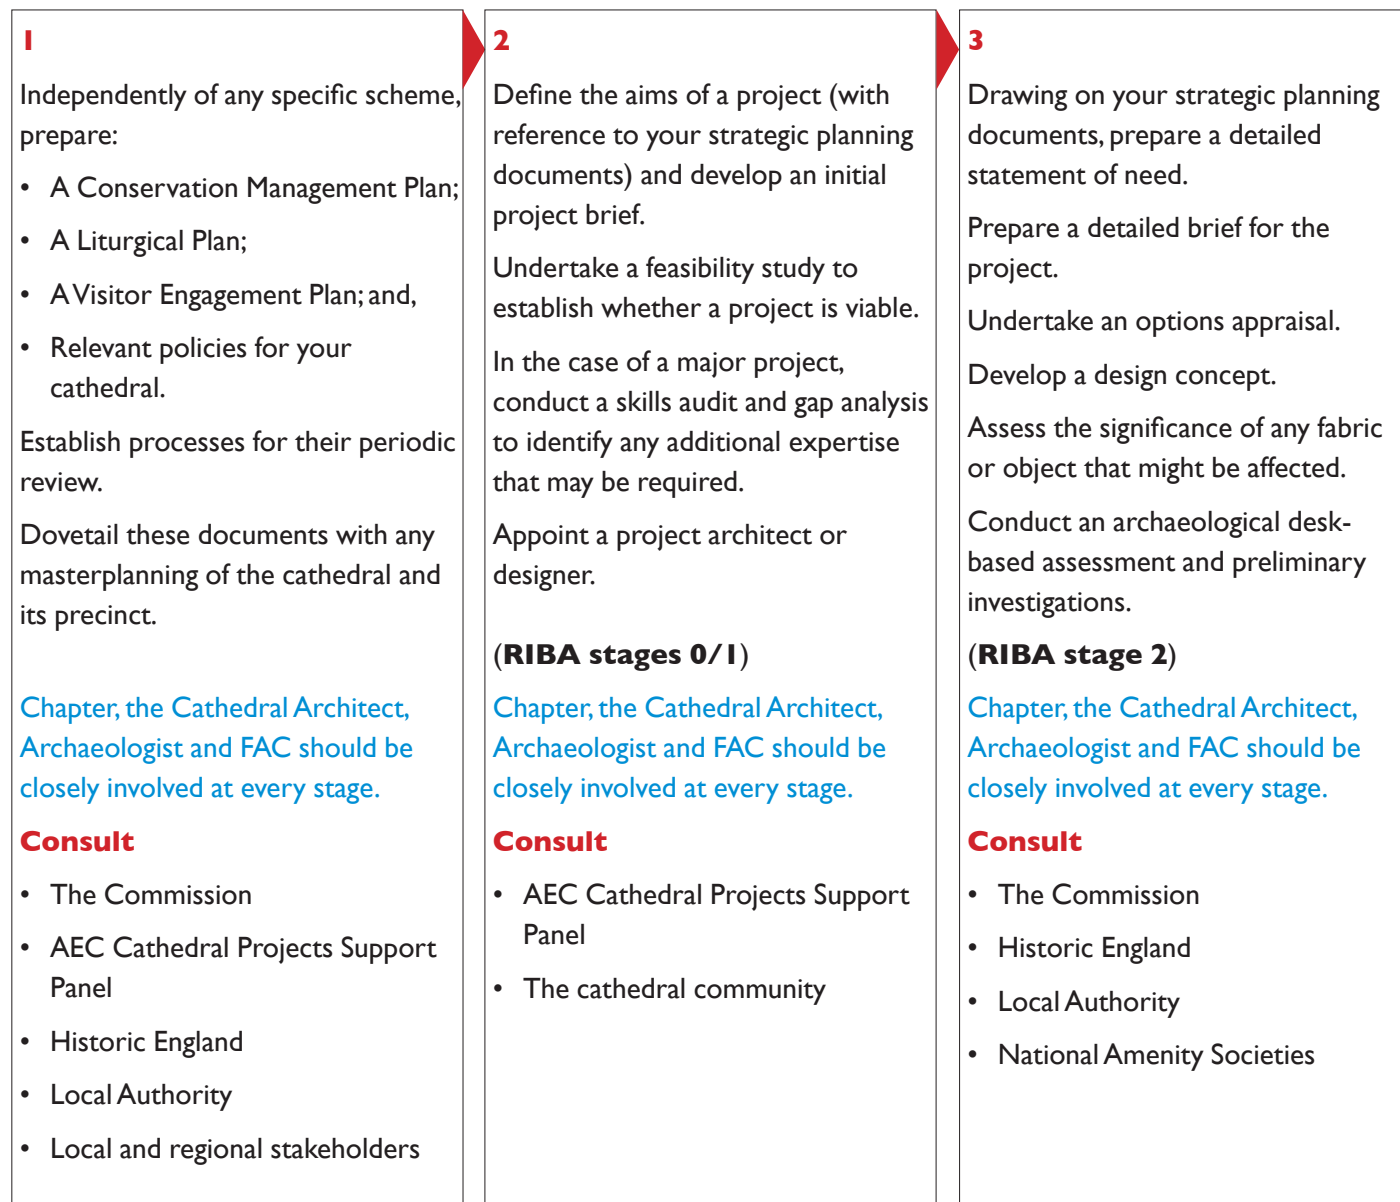 1
Independently of any specific scheme,
prepare:
• A Conservation Management Plan;
• A Liturgical Plan;
• A Visitor Engagement Plan; and,
• Relevant policies for your
cathedral.
Establish processes for their periodic
review.
Dovetail these documents with any
masterplanning of the cathedral and
its precinct.
Chapter, the Cathedral Architect,
Archaeologist and FAC should be
closely involved at every stage.
Consult
• The Commission
• AEC Cathedral Projects Support
Panel
• Historic England
• Local Authority
• Local and regional stakeholders
2
Define the aims of a project (with
reference to your strategic planning
documents) and develop an initial
project brief.
Undertake a feasibility study to
establish whether a project is viable.
In the case of a major project,
conduct a skills audit and gap analysis
to identify any additional expertise
that may be required.
Appoint a project architect or
designer.
(RIBA stages 0/1)
Chapter, the Cathedral Architect,
Archaeologist and FAC should be
closely involved at every stage.
Consult
• AEC Cathedral Projects Support
Panel
• The cathedral community
3
Drawing on your strategic planning
documents, prepare a detailed
statement of need.
Prepare a detailed brief for the
project.
Undertake an options appraisal.
Develop a design concept.
Assess the significance of any fabric
or object that might be affected.
Conduct an archaeological desk-
based assessment and preliminary
investigations.
(RIBA stage 2)
Chapter, the Cathedral Architect,
Archaeologist and FAC should be
closely involved at every stage.
Consult
• The Commission
• Historic England
• Local Authority
• National Amenity Societies